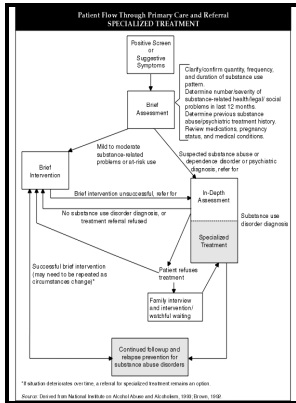 Patient Flow Through Primary Care and Referral
SPECIALIZED TREATMENT
Positive Screen
or
Suggestive
Symptoms
Brief
Assessment
Clarify/confirm quantity, frequency,
and duration of substance use
pattern.
Determine number/severity of
substance-related health/legal/social
problems in last 12 months.
Determine previous substance
abuse/psychiatric treatment history.
Review medications, pregnancy
status, and medical conditions.
Mild to moderate
substance-related
problems or at-risk use
Suspected substance abuse or
dependence disorder or psychiatric
diagnosis, refer for
Brief
Intervention
In-Depth
Assessment
Brief intervention unsuccessful, refer for
No substance use disorder diagnosis, or
treatment referral refused
Substance use
disorder diagnosis
Specialized
Treatment
Successful brief intervention
(may need to be repeated as
circumstances change)*
Patient refuses
treatment
Family interview
and intervention/
watchful waiting
Continued followup and
relapse prevention for
substance abuse disorders
*If situation deteriorates over time, a referral for specialized treatment remains an option.
Source: Derived from National Institute on Alcohol Abuse and Alcoholism, 1993; Brown, 1992.